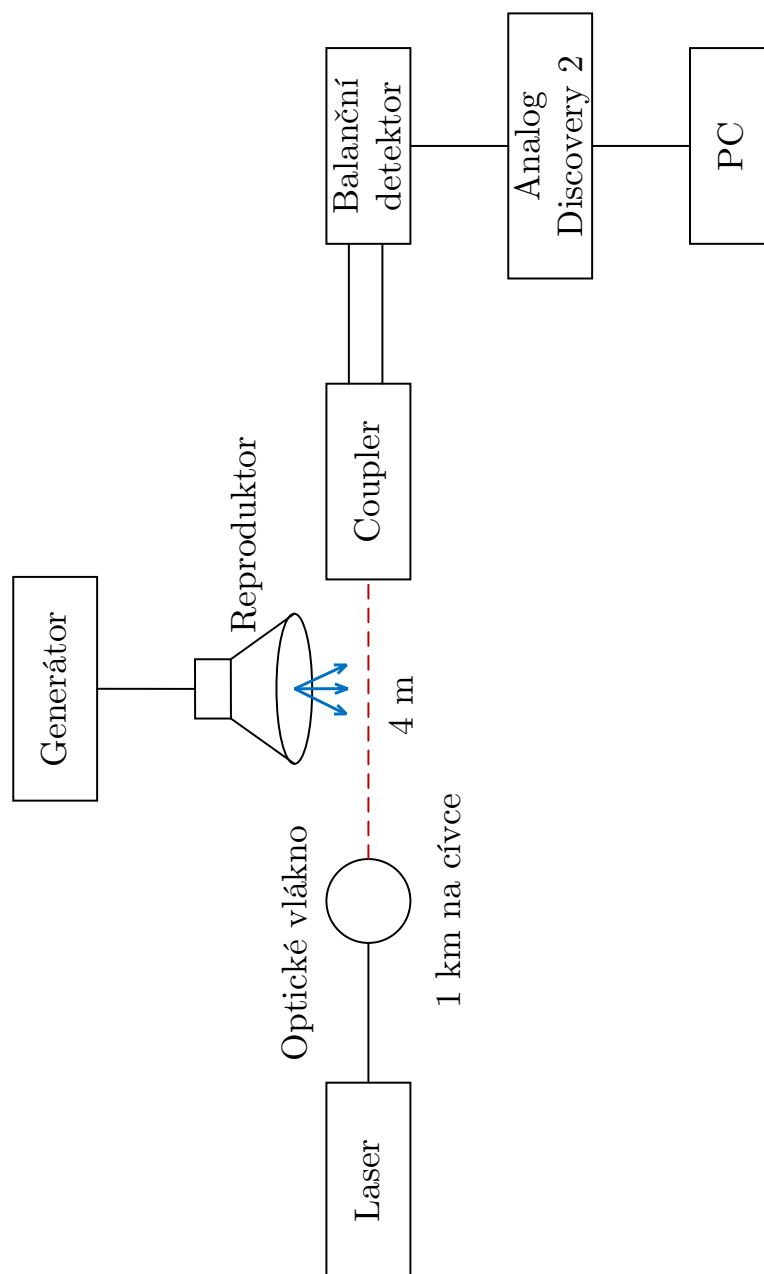 Generátor
Reproduktor
Optické vlákno
Laser
1 km na cívce
4 m
Coupler
Balanční
detektor
Analog
Discovery 2
PC